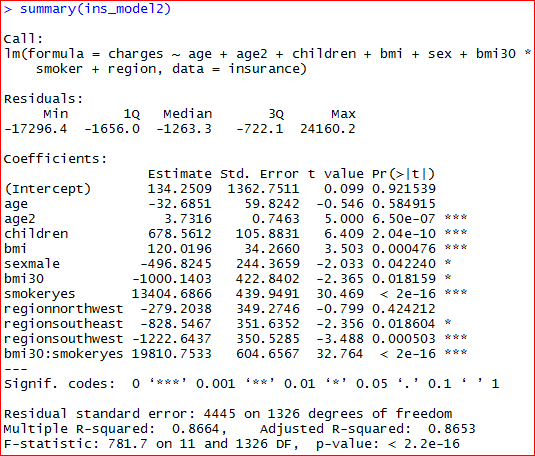 > summary(ins_model2)
Call:
lm(formula = charges ~ age + age2 + children + bmi + sex + bmi30 *
    smoker + region, data = insurance)
Residuals:
     Min       1Q   Median       3Q      Max
-17296.4  -1656.0  -1263.3   -722.1  24160.2
Coefficients:
                  Estimate Std. Error t value Pr(>|t|)
(Intercept)       134.2509  1362.7511   0.099 0.921539
age               -32.6851    59.8242  -0.546 0.584915
age2                3.7316     0.7463   5.000 6.50e-07 ***
children          678.5612   105.8831   6.409 2.04e-10 ***
bmi               120.0196    34.2660   3.503 0.000476 ***
sexmale          -496.8245   244.3659  -2.033 0.042240 *
bmi30           -1000.1403   422.8402  -2.365 0.018159 *
smokeryes       13404.6866   439.9491  30.469  < 2e-16 ***
regionnorthwest  -279.2038   349.2746  -0.799 0.424212
regionsoutheast  -828.5467   351.6352  -2.356 0.018604 *
regionsouthwest -1222.6437   350.5285  -3.488 0.000503 ***
bmi30:smokeryes 19810.7533   604.6567  32.764  < 2e-16 ***
---
Signif. codes:  0 ‘***’ 0.001 ‘**’ 0.01 ‘*’ 0.05 ‘.’ 0.1 ‘ ’ 1
Residual standard error: 4445 on 1326 degrees of freedom
Multiple R-squared:  0.8664,    Adjusted R-squared:  0.8653
F-statistic: 781.7 on 11 and 1326 DF,  p-value: < 2.2e-16